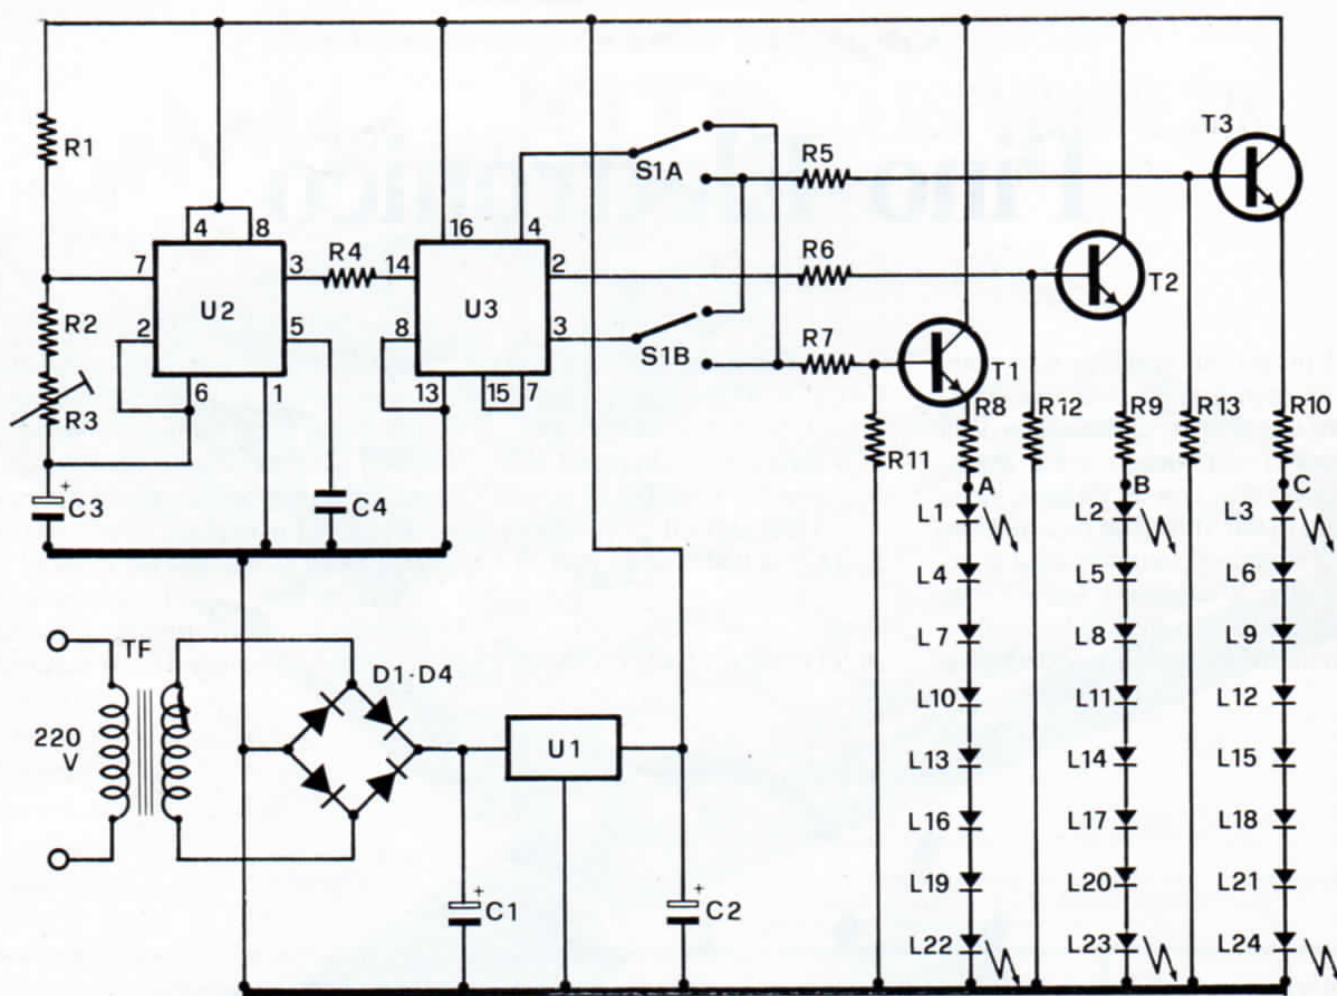 R1
R2
R3
C3
+
7
2
4
8
U2
6
1
3
5
R4
C4
14
8
16
4
U3
13
15
7
2
3
S1A
S1B
R5
R6
R7
T1
T2
T3
R11
R8
R12
R9
R13
R10
A
B
C
L1
L2
L3
L4
L5
L6
L7
L8
L9
L10
L11
L12
L13
L14
L15
L16
L17
L18
L19
L20
L21
L22
L23
L24
TF
220
V
D1-D4
U1
+
C1
+
C2